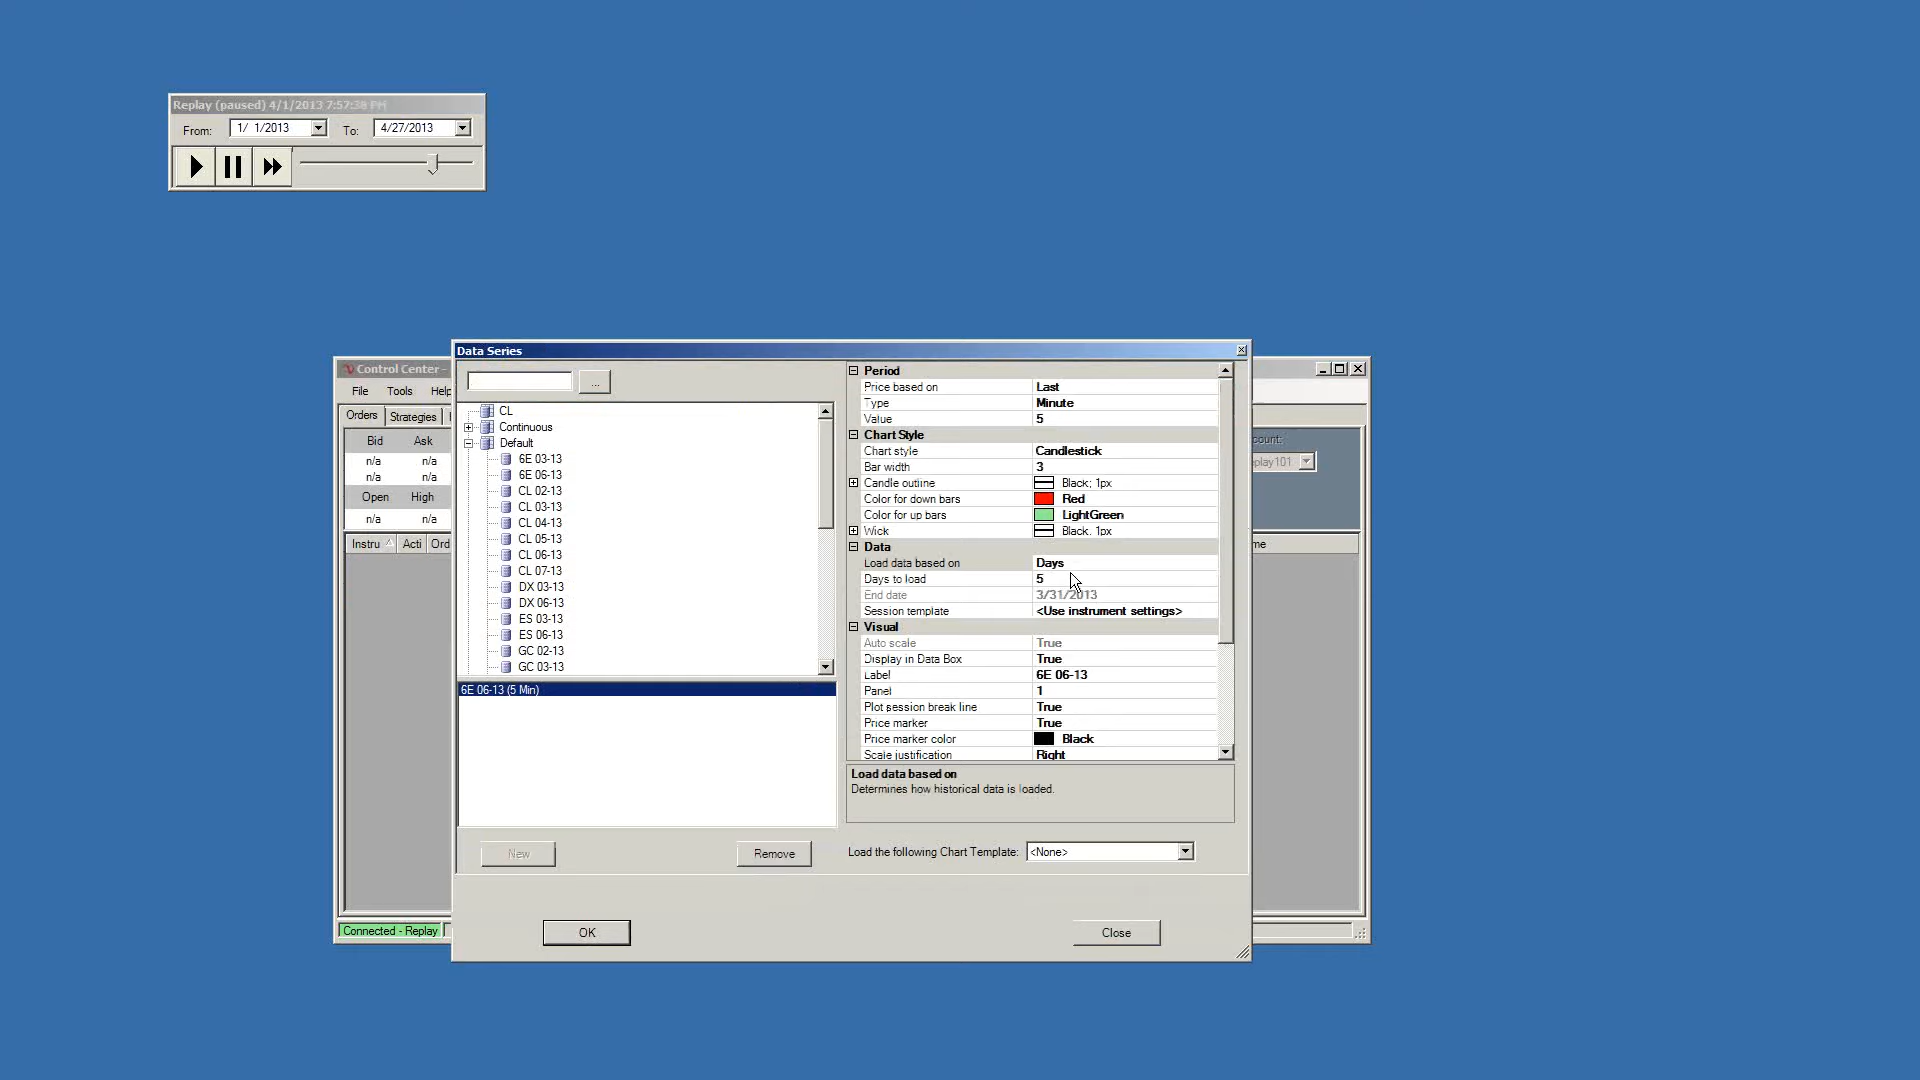 Replay (paused) 4/1/2013 7:57:38 PM
From: 1/ 1/2013 To: 4/27/2013
Data Series
Control Center -
File Tools Help
Orders Strategies
Bid Ask
n/a n/a
n/a n/a
Open High
n/a n/a
Instru Acti Ord
Connected - Replay
...
CL
Continuous
Default
6E 03-13
6E 06-13
CL 02-13
CL 03-13
CL 04-13
CL 05-13
CL 06-13
CL 07-13
DX 03-13
DX 06-13
ES 03-13
ES 06-13
GC 02-13
GC 03-13
6E 06-13 (5 Min)
New Remove
Period
Price based on Last
Type Minute
Value 5
Chart Style
Chart style Candlestick
Bar width 3
Candle outline Black; 1px
Color for down bars Red
Color for up bars LightGreen
Wick Black. 1px
Data
Load data based on Days
Days to load 5
End date 3/31/2013
Session template <Use instrument settings>
Visual
Auto scale True
Display in Data Box True
Label 6E 06-13
Panel 1
Plot session break line True
Price marker True
Price marker color Black
Scale justification Right
Load data based on
Determines how historical data is loaded.
Load the following Chart Template: <None>
OK Close
count:
play101
me